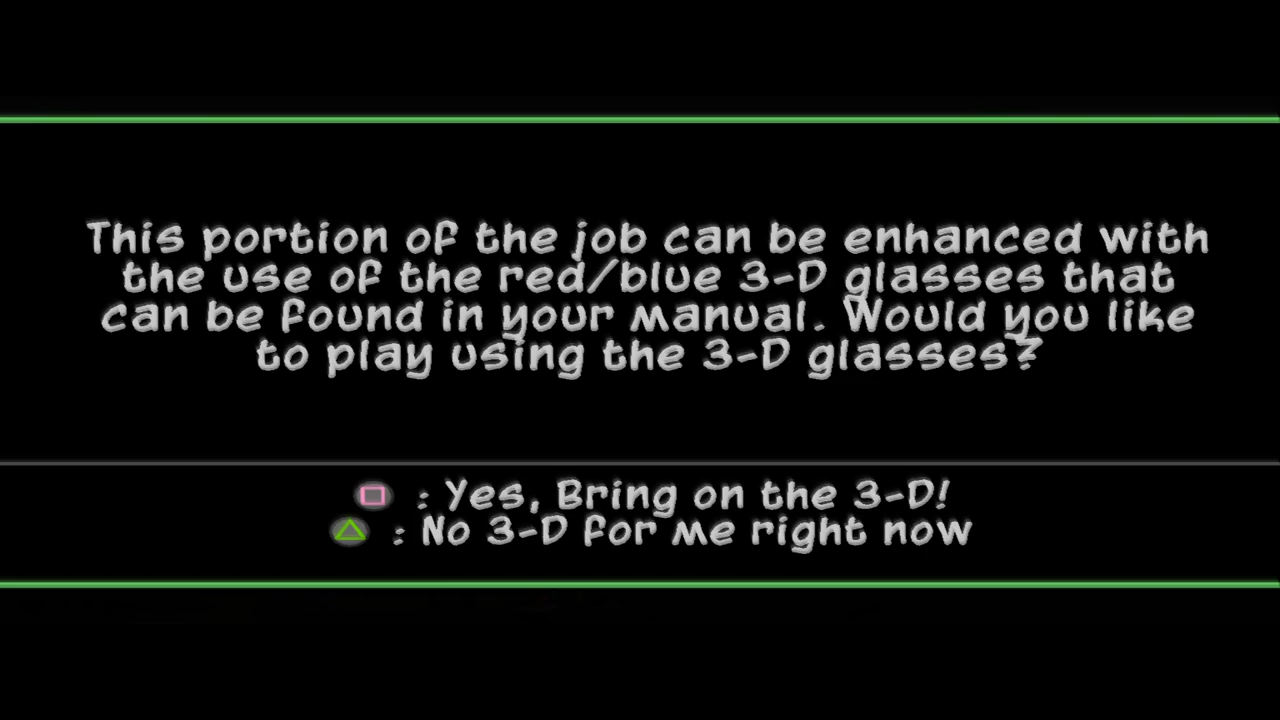 This portion of the job can be enhanced with
the use of the red/blue 3-D glasses that
can be found in your manual. Would you like
to play using the 3-D glasses?
: Yes, Bring on the 3-D!
: No 3-D for me right now